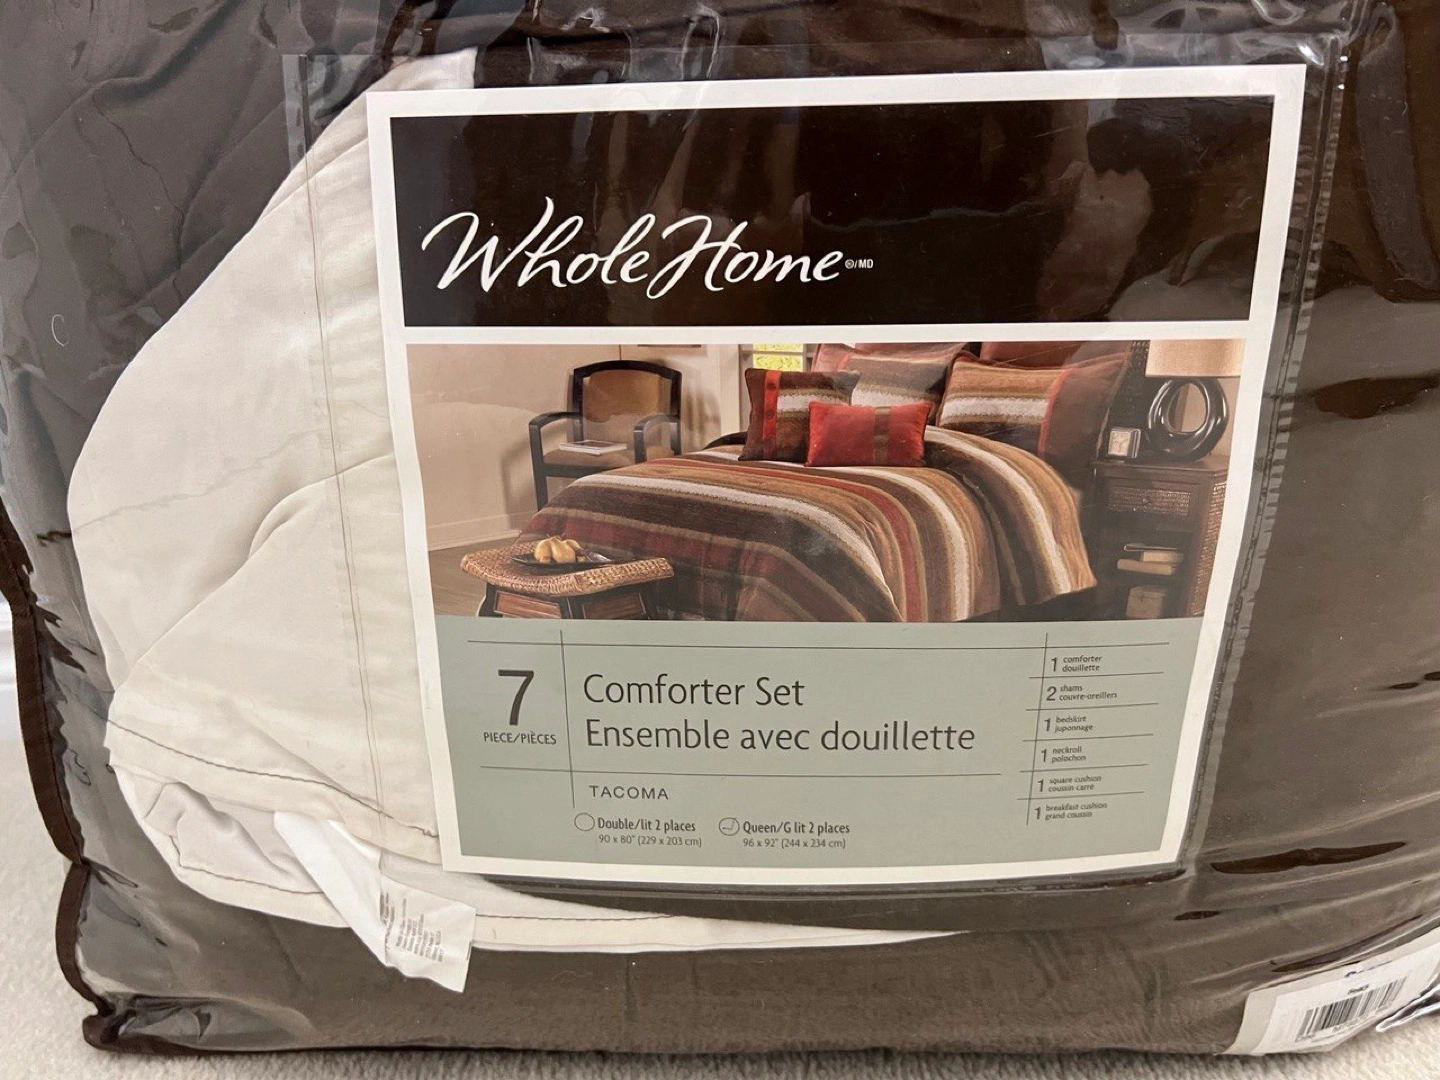 Whole Home ®/MD
7
PIECE/PIÈCES
Comforter Set
Ensemble avec douillette
TACOMA
Double/lit 2 places
90 x 80" (229 x 203 cm)
Queen/G lit 2 places
96 x 92" (244 x 234 cm)
1 comforter
douillette
2 shams
couvre-oreillers
1 bedskirt
juponnage
1 neckroll
polochon
1 square cushion
coussin carré
1 breakfast cushion
grand coussin